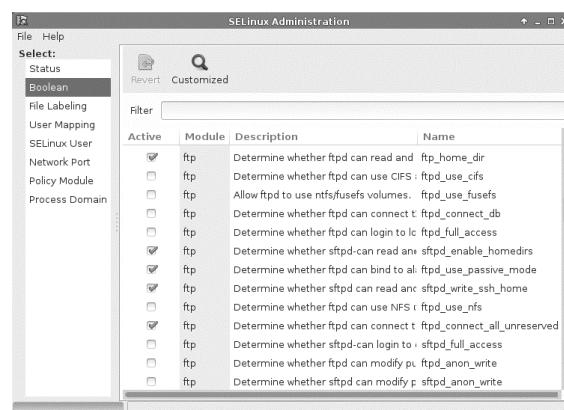 SELinux Administration
File Help
Select:
Status
Boolean
File Labeling
User Mapping
SELinux User
Network Port
Policy Module
Process Domain
Revert Customized
Filter
Active Module Description Name
ftp Determine whether ftpd can read and ftp_home_dir
ftp Determine whether ftpd can use CIFS ftpd_use_cifs
ftp Allow ftpd to use ntfs/fusefs volumes. ftpd_use_fusefs
ftp Determine whether ftpd can connect ftpd_connect_db
ftp Determine whether ftpd can login to ftpd_full_access
ftp Determine whether sftpd-can read sftpd_enable_homedirs
ftp Determine whether ftpd can bind to ftpd_use_passive_mode
ftp Determine whether sftpd can read sftpd_write_ssh_home
ftp Determine whether ftpd can use NFS ftpd_use_nfs
ftp Determine whether ftpd can connect ftpd_connect_all_unreserved
ftp Determine whether sftpd-can login to sftpd_full_access
ftp Determine whether ftpd can modify ftpd_anon_write
ftp Determine whether sftpd can modify sftpd_anon_write